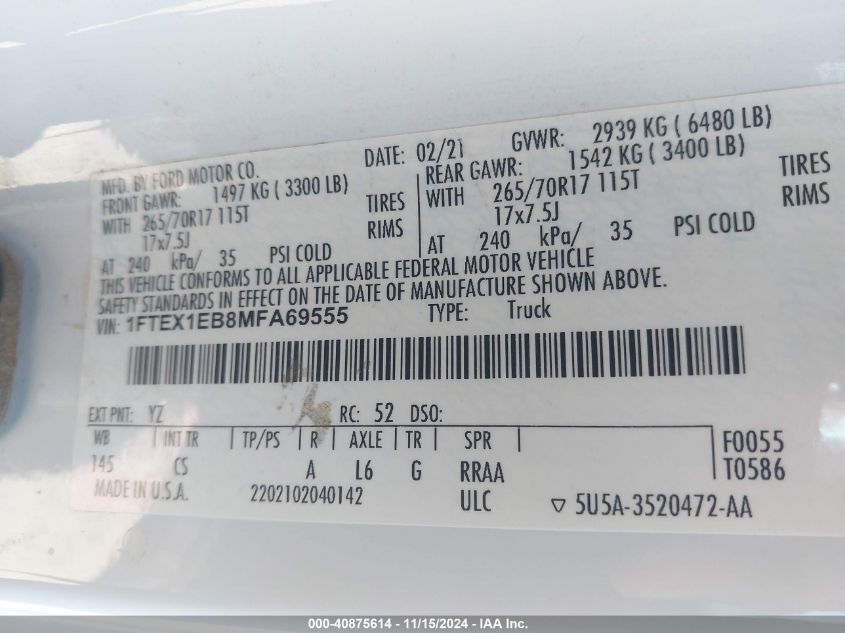 MFD. BY FORD MOTOR CO.
DATE: 02/21
GVWR: 2939 KG ( 6480 LB)
FRONT GAWR: 1497 KG ( 3300 LB)
REAR GAWR: 1542 KG ( 3400 LB)
WITH 265/70R17 115T TIRES
WITH 265/70R17 115T TIRES
17x7.5J RIMS
17x7.5J RIMS
AT 240 kPa/ 35 PSI COLD
AT 240 kPa/ 35 PSI COLD
THIS VEHICLE CONFORMS TO ALL APPLICABLE FEDERAL MOTOR VEHICLE
SAFETY STANDARDS IN EFFECT ON THE DATE OF MANUFACTURE SHOWN ABOVE.
VIN: 1FTEX1EB8MFA69555
TYPE: Truck
EXT PNT: YZ RC: 52 DSO:
WB INT TR TP/PS R AXLE TR SPR
F0055
145 CS A L6 G RRAA
T0586
MADE IN U.S.A. 2202102040142 ULC ▽ 5U5A-3520472-AA
000-40875614 - 11/15/2024 - IAA Inc.